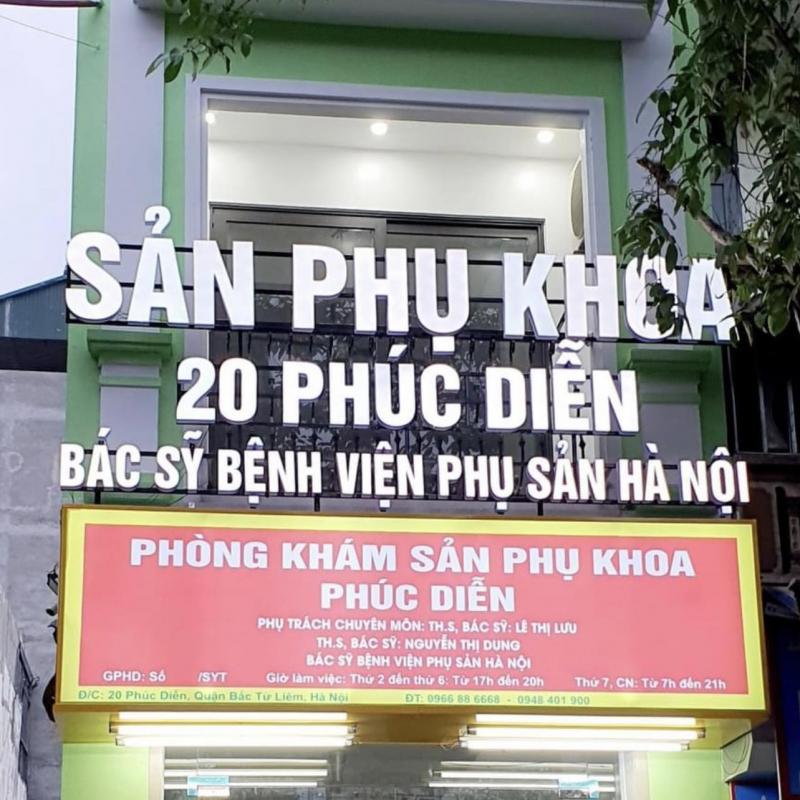 SẢN PHỤ KHOA
20 PHÚC DIỄN
BÁC SỸ BỆNH VIỆN PHỤ SẢN HÀ NỘI
PHÒNG KHÁM SẢN PHỤ KHOA
PHÚC DIỄN
PHỤ TRÁCH CHUYÊN MÔN: TH.S, BÁC SỸ: LÊ THỊ LƯU
TH.S, BÁC SỸ: NGUYỄN THỊ DUNG
BÁC SỸ BỆNH VIỆN PHỤ SẢN HÀ NỘI
GPHD: Số /SYT Giờ làm việc: Thứ 2 đến thứ 6: Từ 17h đến 20h Thứ 7, CN: Từ 7h đến 21h
Đ/C: 20 Phúc Diễn, Quận Bắc Từ Liêm, Hà Nội ĐT: 0966 88 6668 - 0948 401 900